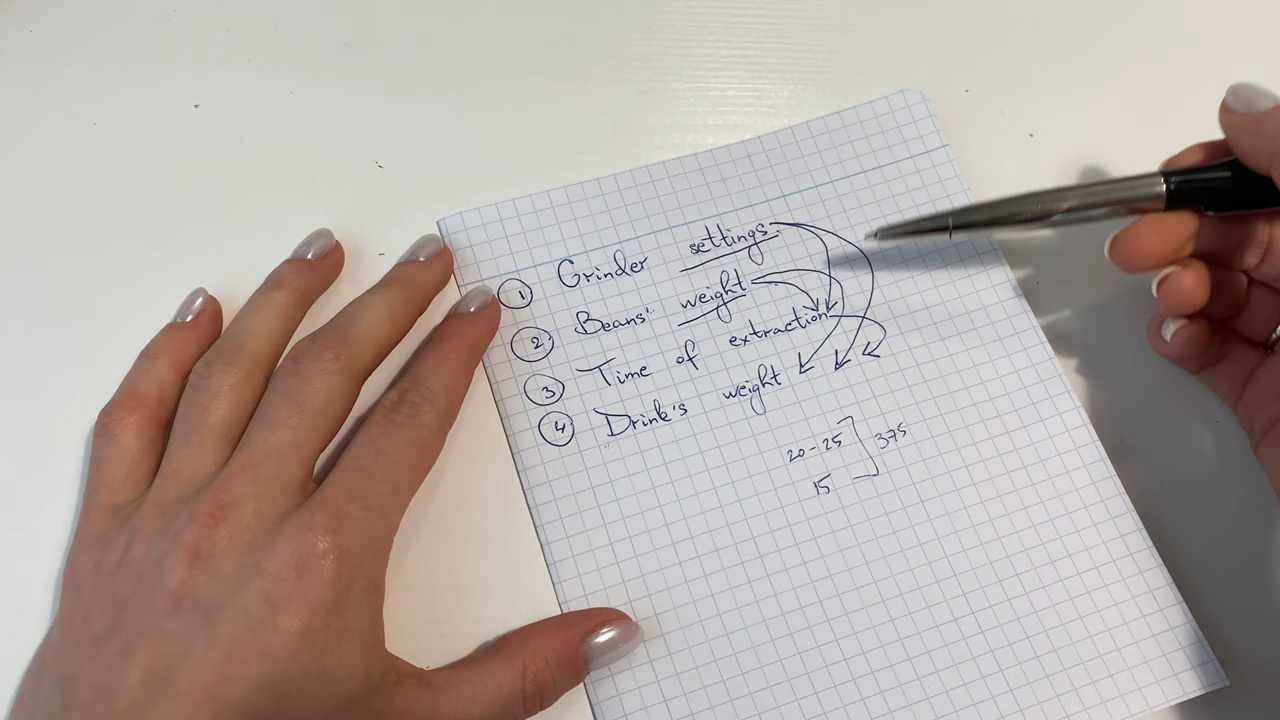 1 Grinder settings
2 Beans' weight
3 Time of extraction
4 Drink's weight
20-25
375
15